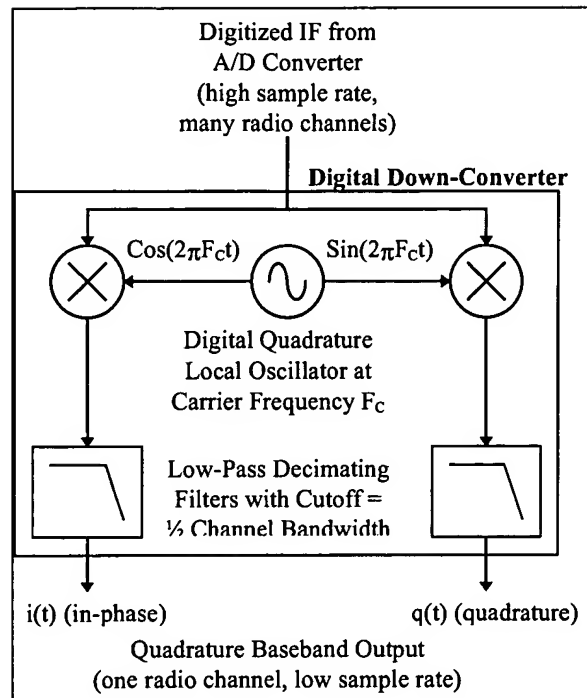 Digitized IF from
A/D Converter
(high sample rate,
many radio channels)
Digital Down-Converter
Cos(2πFct)
Sin(2πFct)
Digital Quadrature
Local Oscillator at
Carrier Frequency Fc
Low-Pass Decimating
Filters with Cutoff =
½ Channel Bandwidth
i(t) (in-phase)
q(t) (quadrature)
Quadrature Baseband Output
(one radio channel, low sample rate)